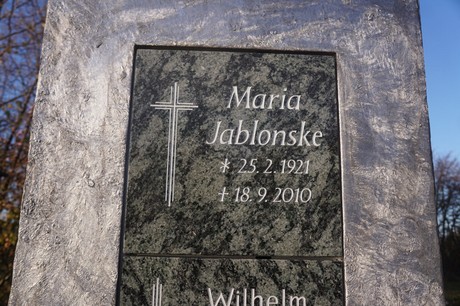 Maria
Jablonske
* 25. 2. 1921
+ 18. 9. 2010
Wilhelm